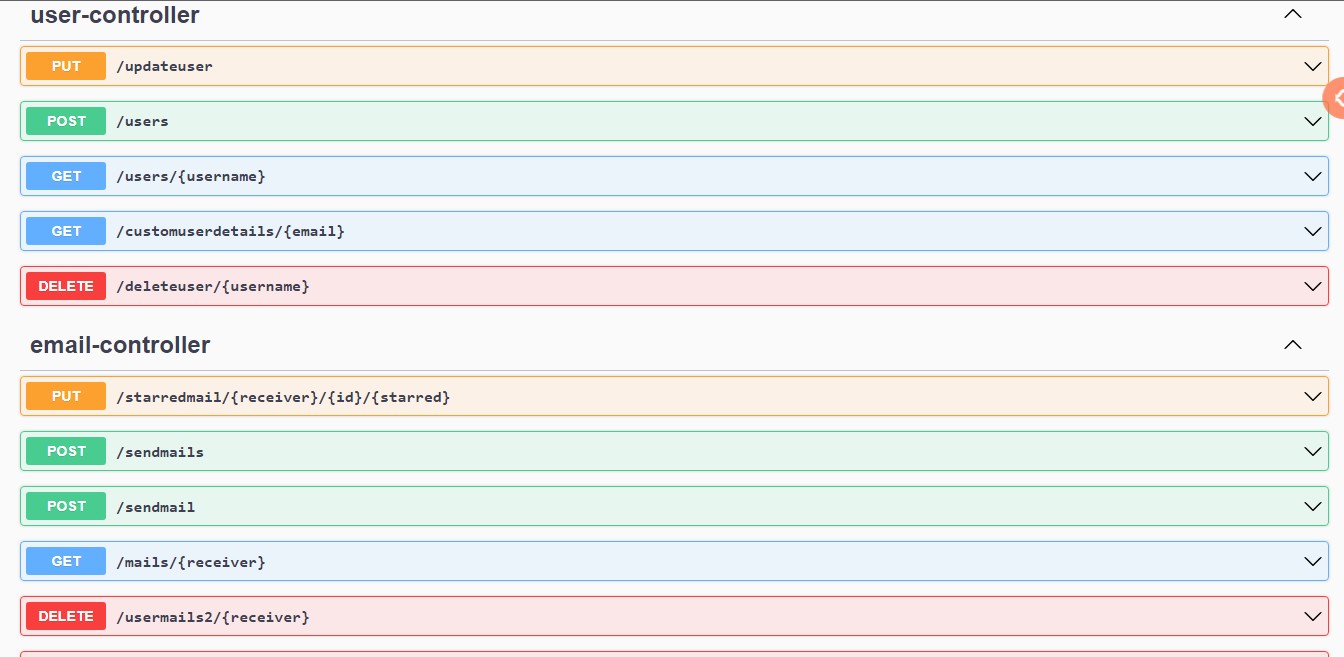 user-controller
PUT /updateuser
POST /users
GET /users/{username}
GET /customuserdetails/{email}
DELETE /deleteuser/{username}
email-controller
PUT /starredmail/{receiver}/{id}/{starred}
POST /sendmails
POST /sendmail
GET /mails/{receiver}
DELETE /usermails2/{receiver}